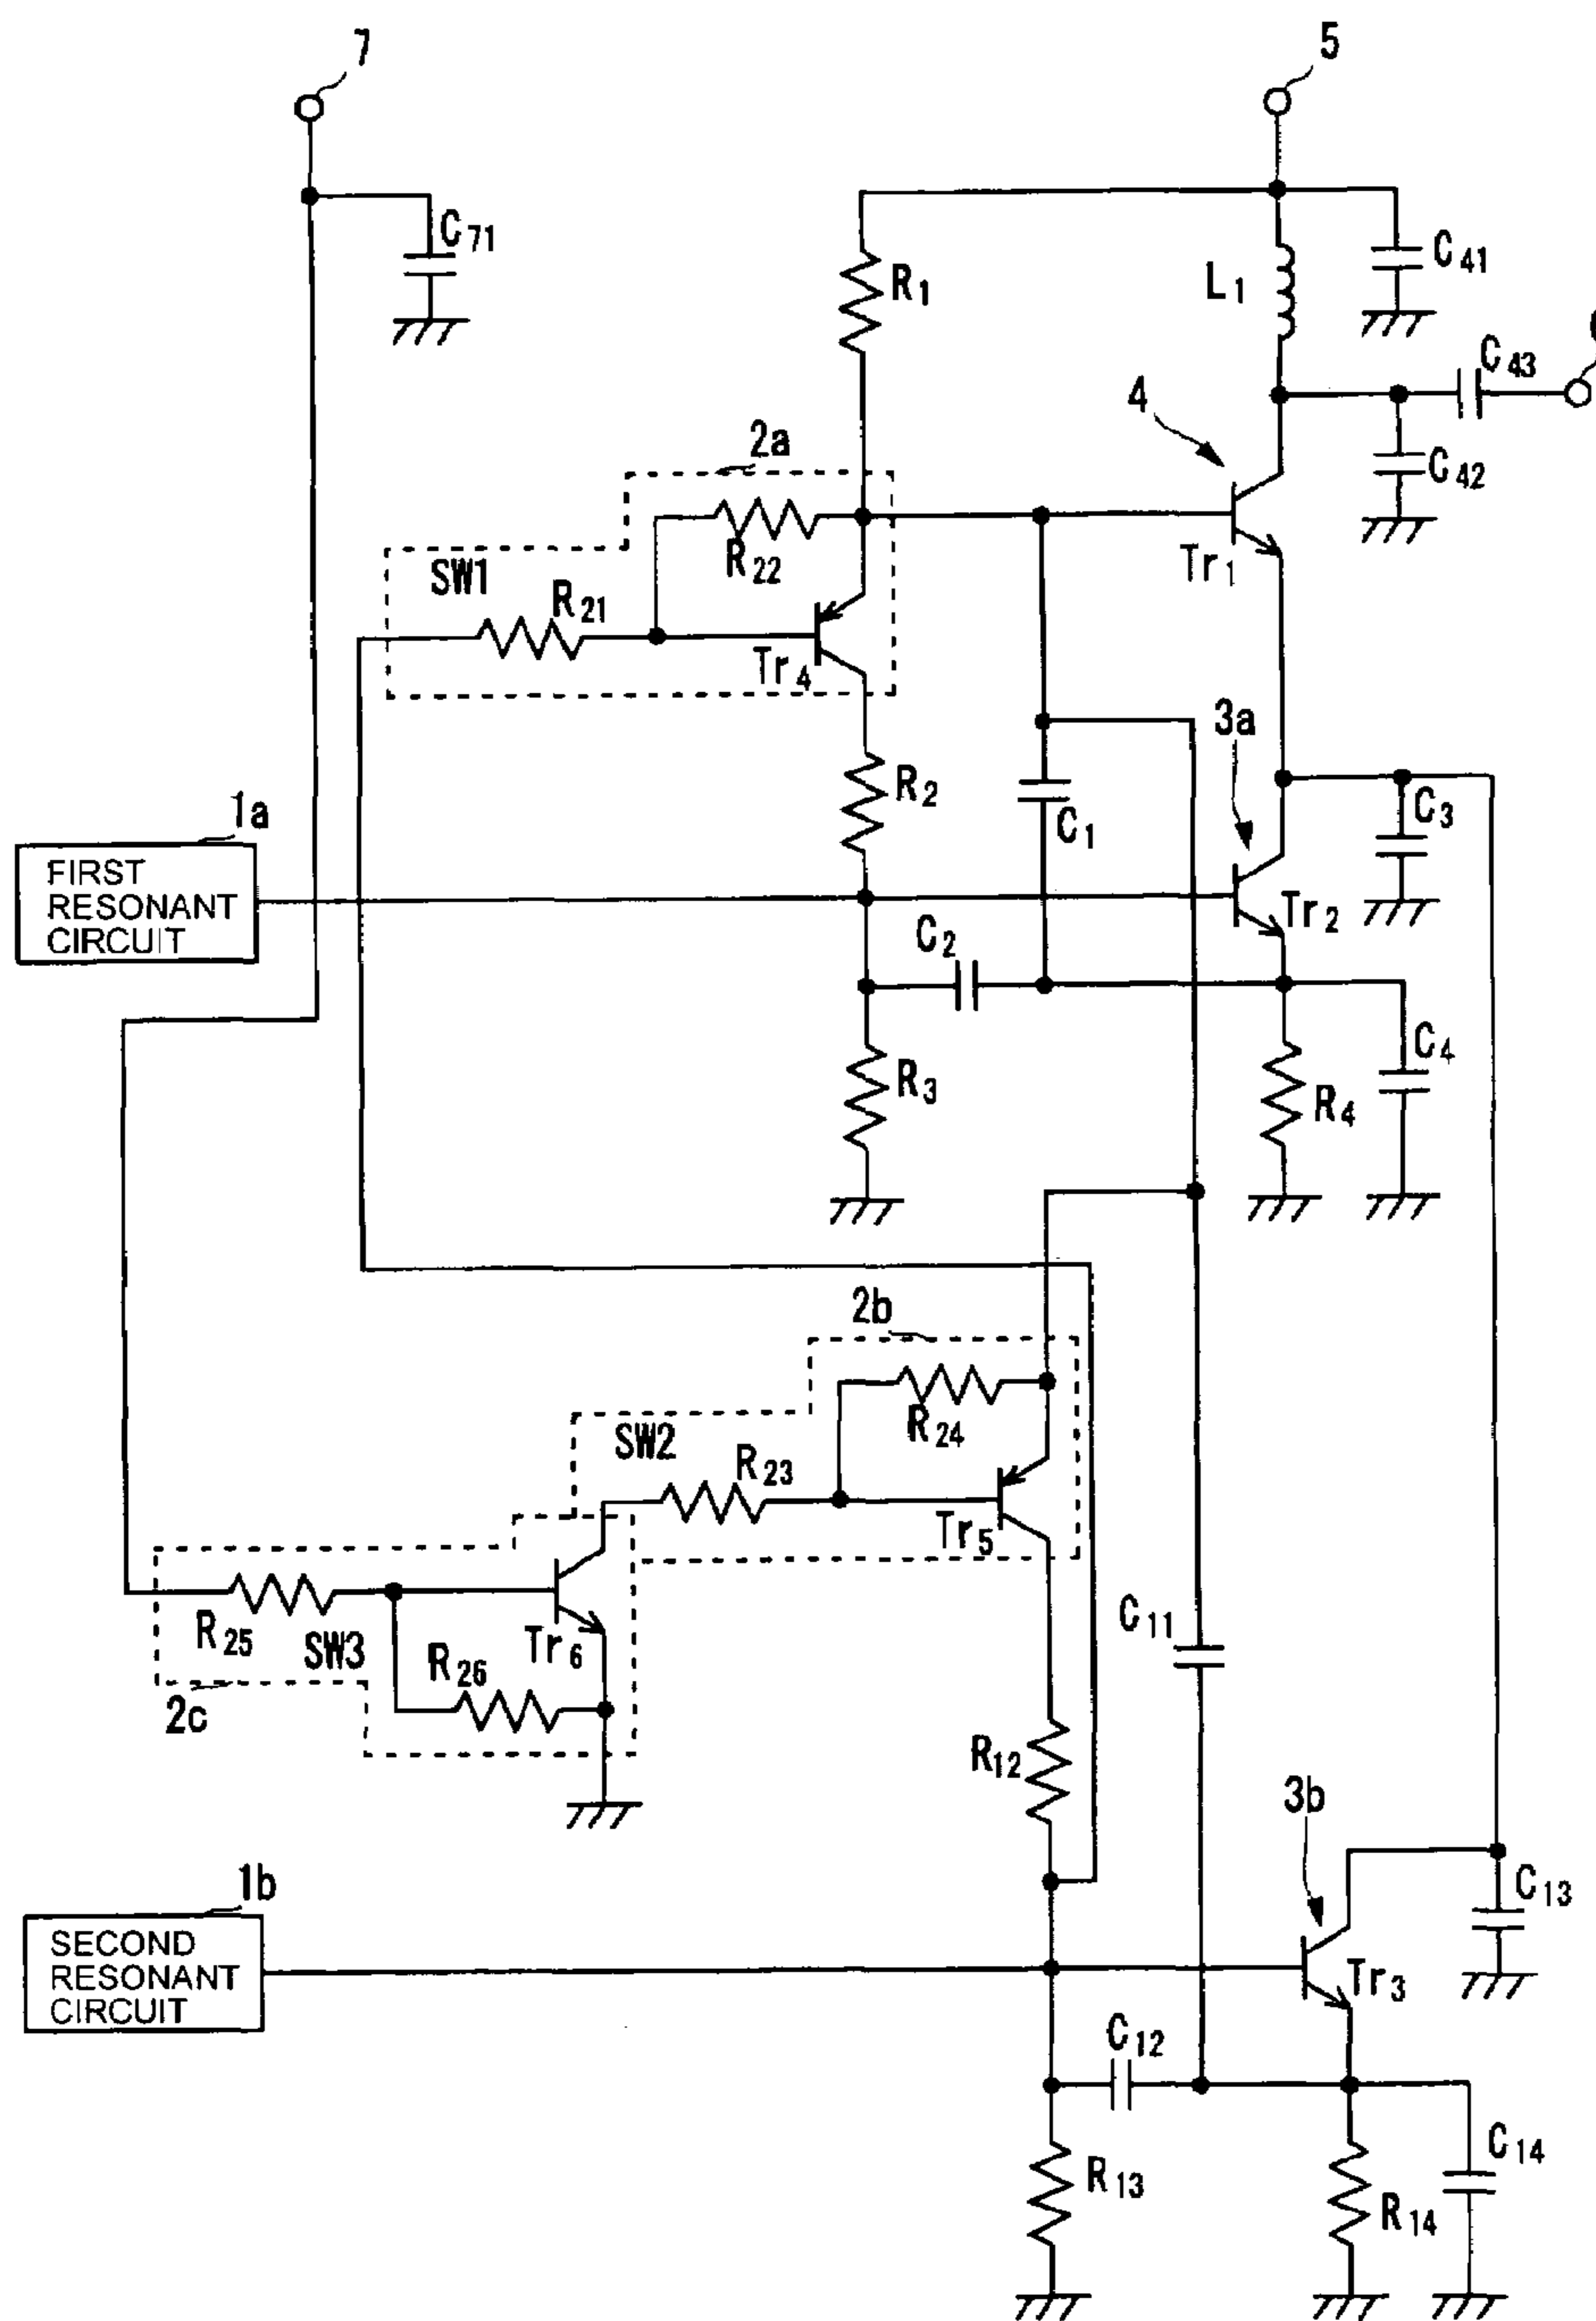 7
5
C71
R1
L1
C41
C43
4
2a
C42
R22
SW1
R21
Tr1
Tr4
3a
R2
C1
C3
1a
FIRST
RESONANT
CIRCUIT
Tr2
C2
C4
R3
R4
2b
R24
SW2
R23
Tr5
R25
SW3
R26
Tr6
C11
2c
R12
3b
1b
C13
SECOND
RESONANT
CIRCUIT
Tr3
C12
C14
R13
R14